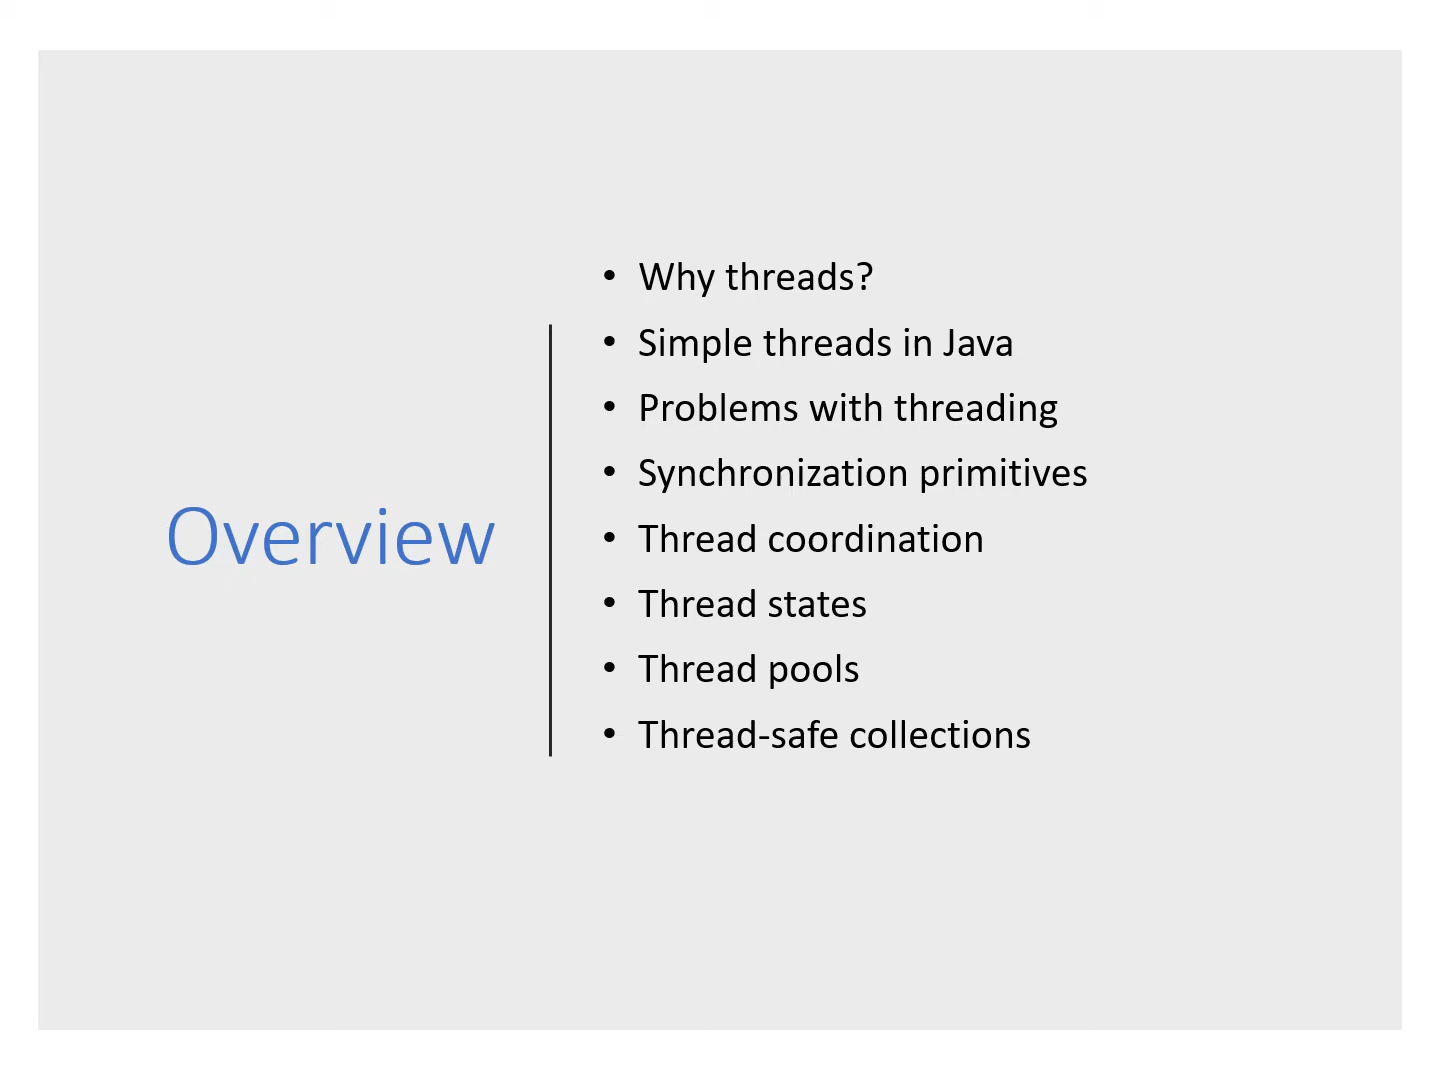 Overview
• Why threads?
• Simple threads in Java
• Problems with threading
• Synchronization primitives
• Thread coordination
• Thread states
• Thread pools
• Thread-safe collections